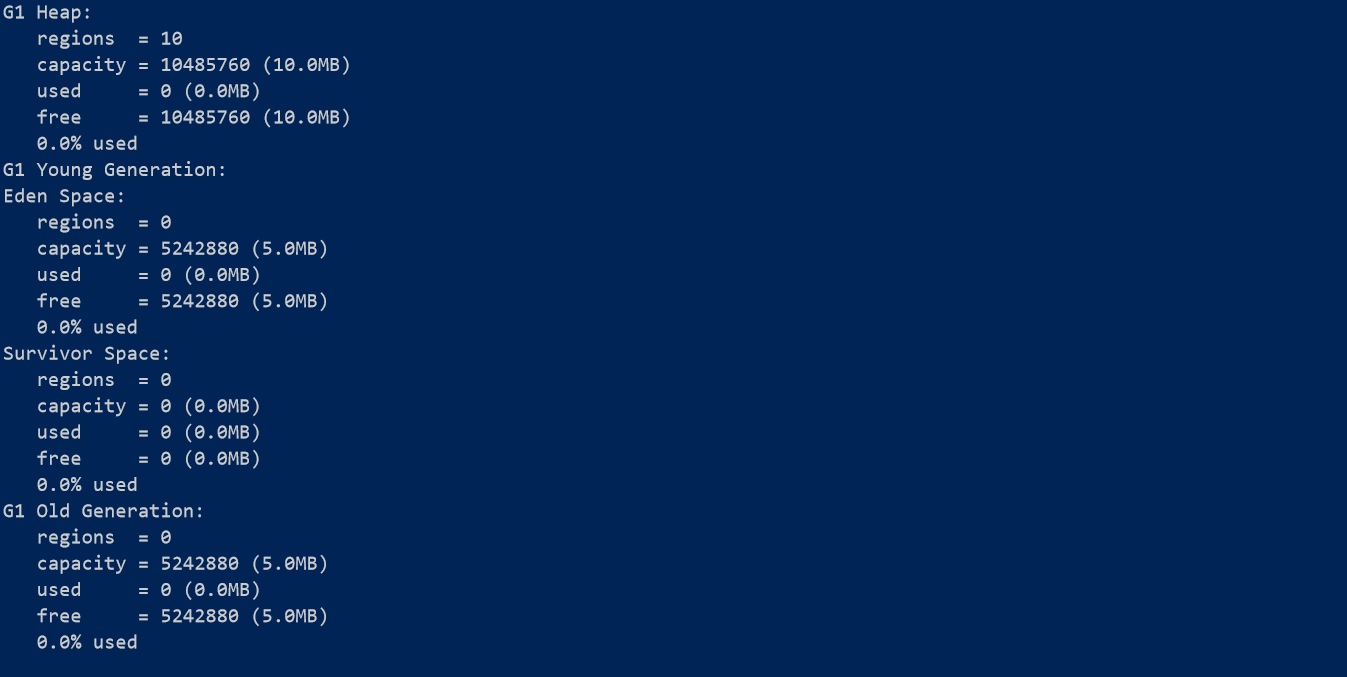 G1 Heap:
   regions  = 10
   capacity = 10485760 (10.0MB)
   used     = 0 (0.0MB)
   free     = 10485760 (10.0MB)
   0.0% used
G1 Young Generation:
Eden Space:
   regions  = 0
   capacity = 5242880 (5.0MB)
   used     = 0 (0.0MB)
   free     = 5242880 (5.0MB)
   0.0% used
Survivor Space:
   regions  = 0
   capacity = 0 (0.0MB)
   used     = 0 (0.0MB)
   free     = 0 (0.0MB)
   0.0% used
G1 Old Generation:
   regions  = 0
   capacity = 5242880 (5.0MB)
   used     = 0 (0.0MB)
   free     = 5242880 (5.0MB)
   0.0% used